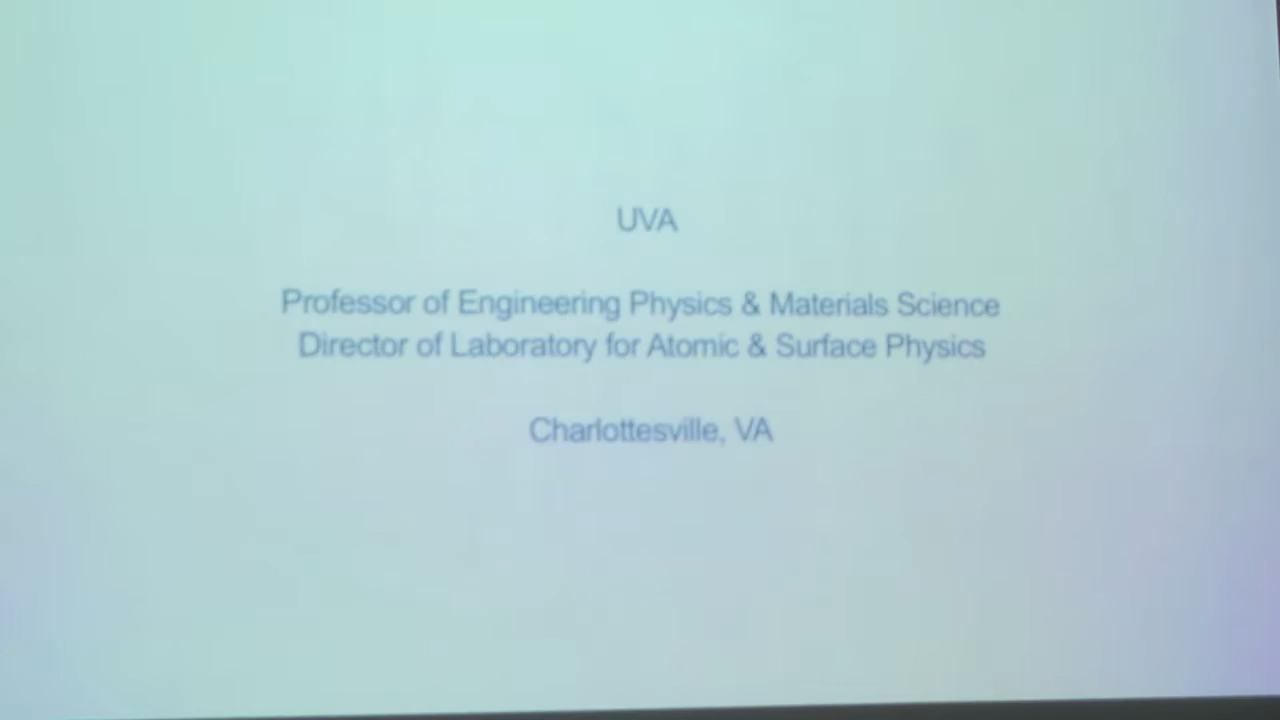 UVA
Professor of Engineering Physics & Materials Science
Director of Laboratory for Atomic & Surface Physics
Charlottesville, VA